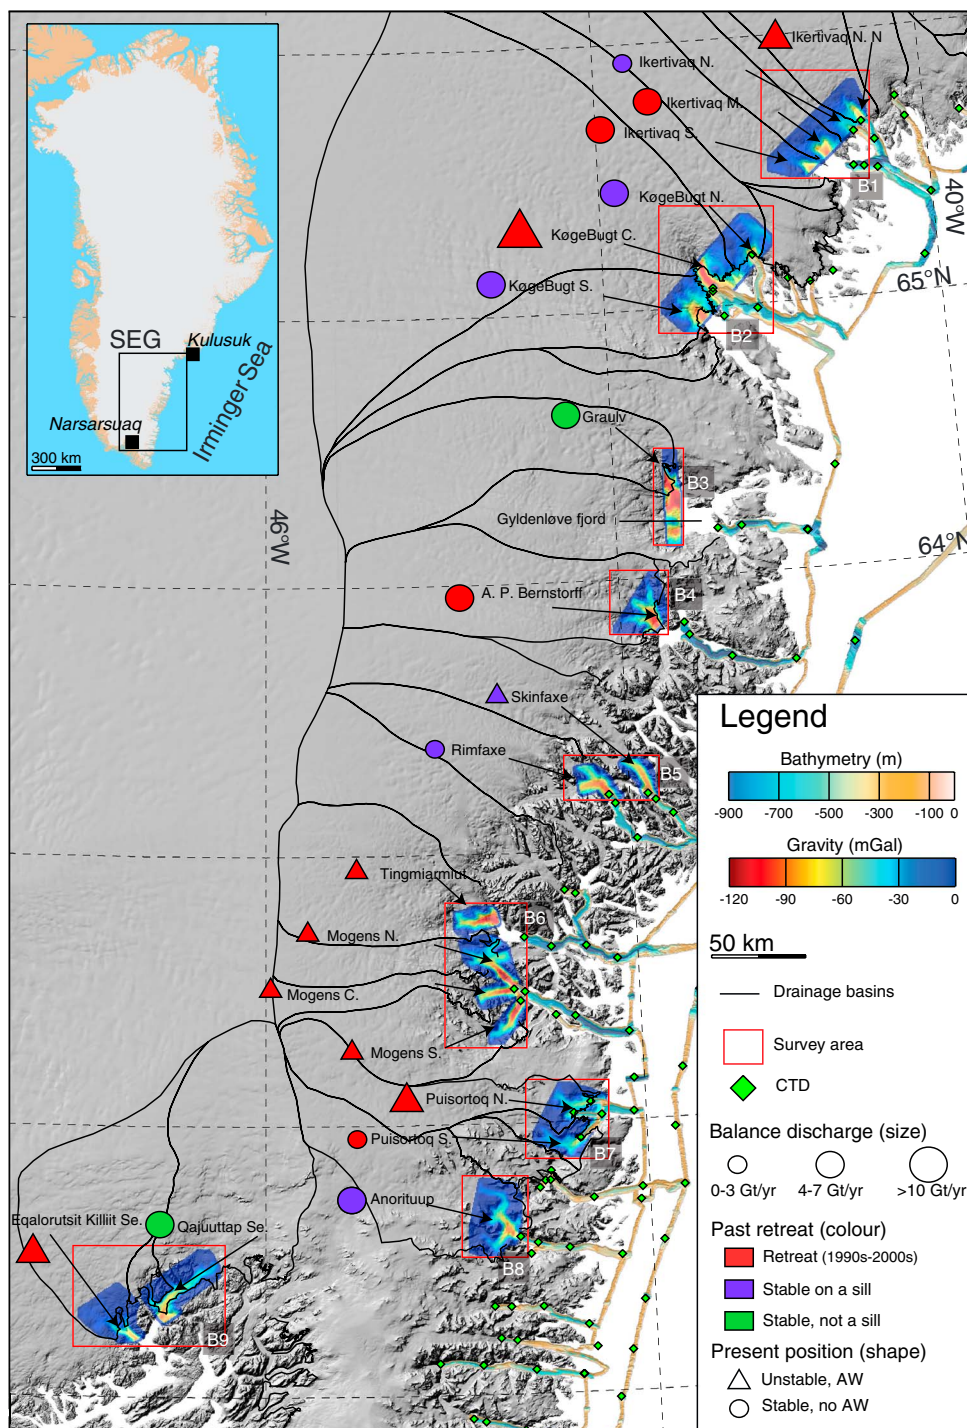 Ikertivaq N. N
Ikertivaq N.
Ikertivaq M.
Ikertivaq S.
B1
KøgeBugt N.
40°W
KøgeBugt C.
65°N
KøgeBugt S.
B2
SEG
Kulusuk
Irminger Sea
Narsarsuaq
300 km
Graulv
B3
46°W
Gyldenløve fjord
64°N
A. P. Bernstorff
B4
Skinfaxe
Rimfaxe
B5
Tingmiarmiut
B6
Mogens N.
Mogens C.
Mogens S.
Puisortoq N.
Puisortoq S.
B7
Anorituup
Eqalorutsit Killiit Se.
Qajuuttap Se.
B8
B9
Legend
Bathymetry (m)
-900 -700 -500 -300 -100 0
Gravity (mGal)
-120 -90 -60 -30 0
50 km
Drainage basins
Survey area
CTD
Balance discharge (size)
0-3 Gt/yr 4-7 Gt/yr >10 Gt/yr
Past retreat (colour)
Retreat (1990s-2000s)
Stable on a sill
Stable, not a sill
Present position (shape)
Unstable, AW
Stable, no AW